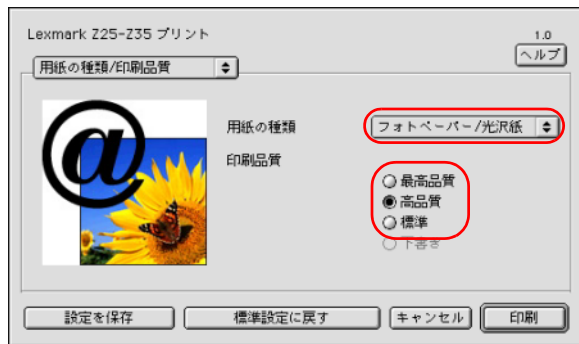 Lexmark Z25-Z35 プリント
1.0
ヘルプ
用紙の種類/印刷品質
用紙の種類
フォトペーパー/光沢紙
印刷品質
最高品質
高品質
標準
下書き
設定を保存
標準設定に戻す
キャンセル
印刷
@